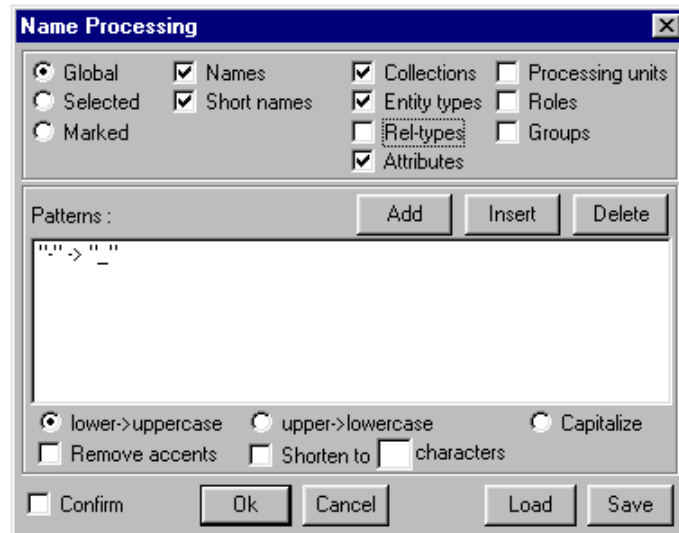 Name Processing
Global Names Collections Processing units
Selected Short names Entity types Roles
Marked Rel-types Groups
Attributes
Patterns : Add Insert Delete
"-" -> "_"
lower->uppercase upper->lowercase Capitalize
Remove accents Shorten to characters
Confirm Ok Cancel Load Save